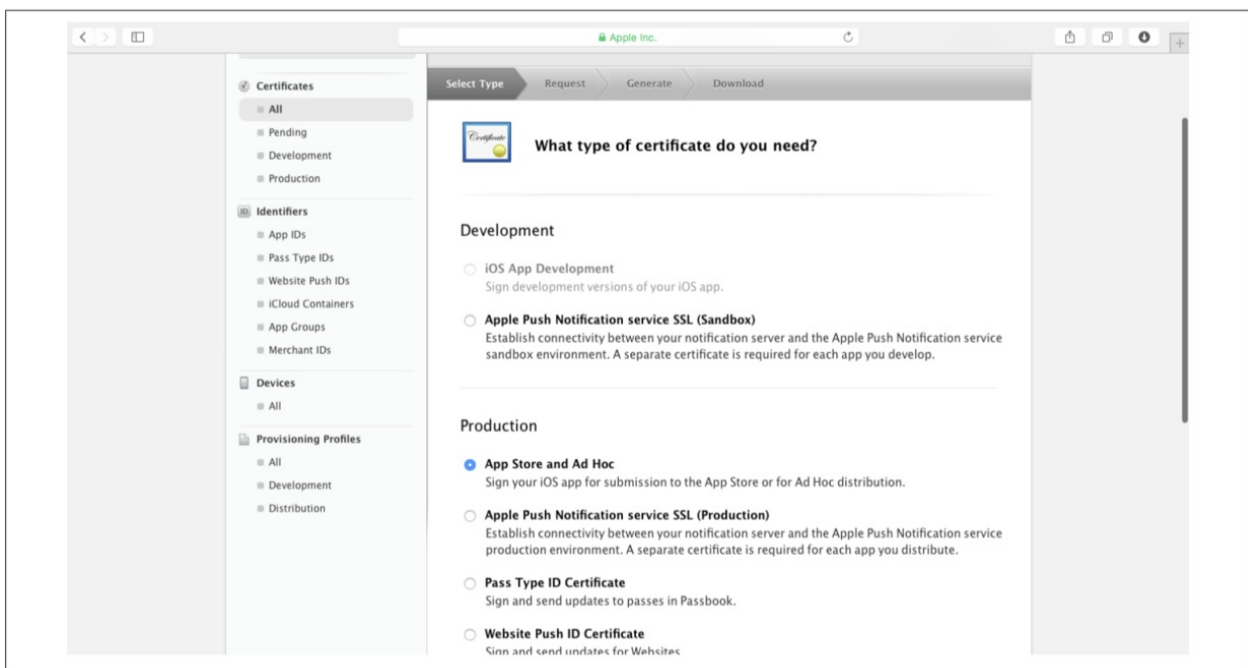 Apple Inc.
Certificates
All
Pending
Development
Production
Identifiers
App IDs
Pass Type IDs
Website Push IDs
iCloud Containers
App Groups
Merchant IDs
Devices
All
Provisioning Profiles
All
Development
Distribution
Select Type
Request
Generate
Download
Certificate
What type of certificate do you need?
Development
iOS App Development
Sign development versions of your iOS app.
Apple Push Notification service SSL (Sandbox)
Establish connectivity between your notification server and the Apple Push Notification service
sandbox environment. A separate certificate is required for each app you develop.
Production
App Store and Ad Hoc
Sign your iOS app for submission to the App Store or for Ad Hoc distribution.
Apple Push Notification service SSL (Production)
Establish connectivity between your notification server and the Apple Push Notification service
production environment. A separate certificate is required for each app you distribute.
Pass Type ID Certificate
Sign and send updates to passes in Passbook.
Website Push ID Certificate
Sign and send updates for Websites